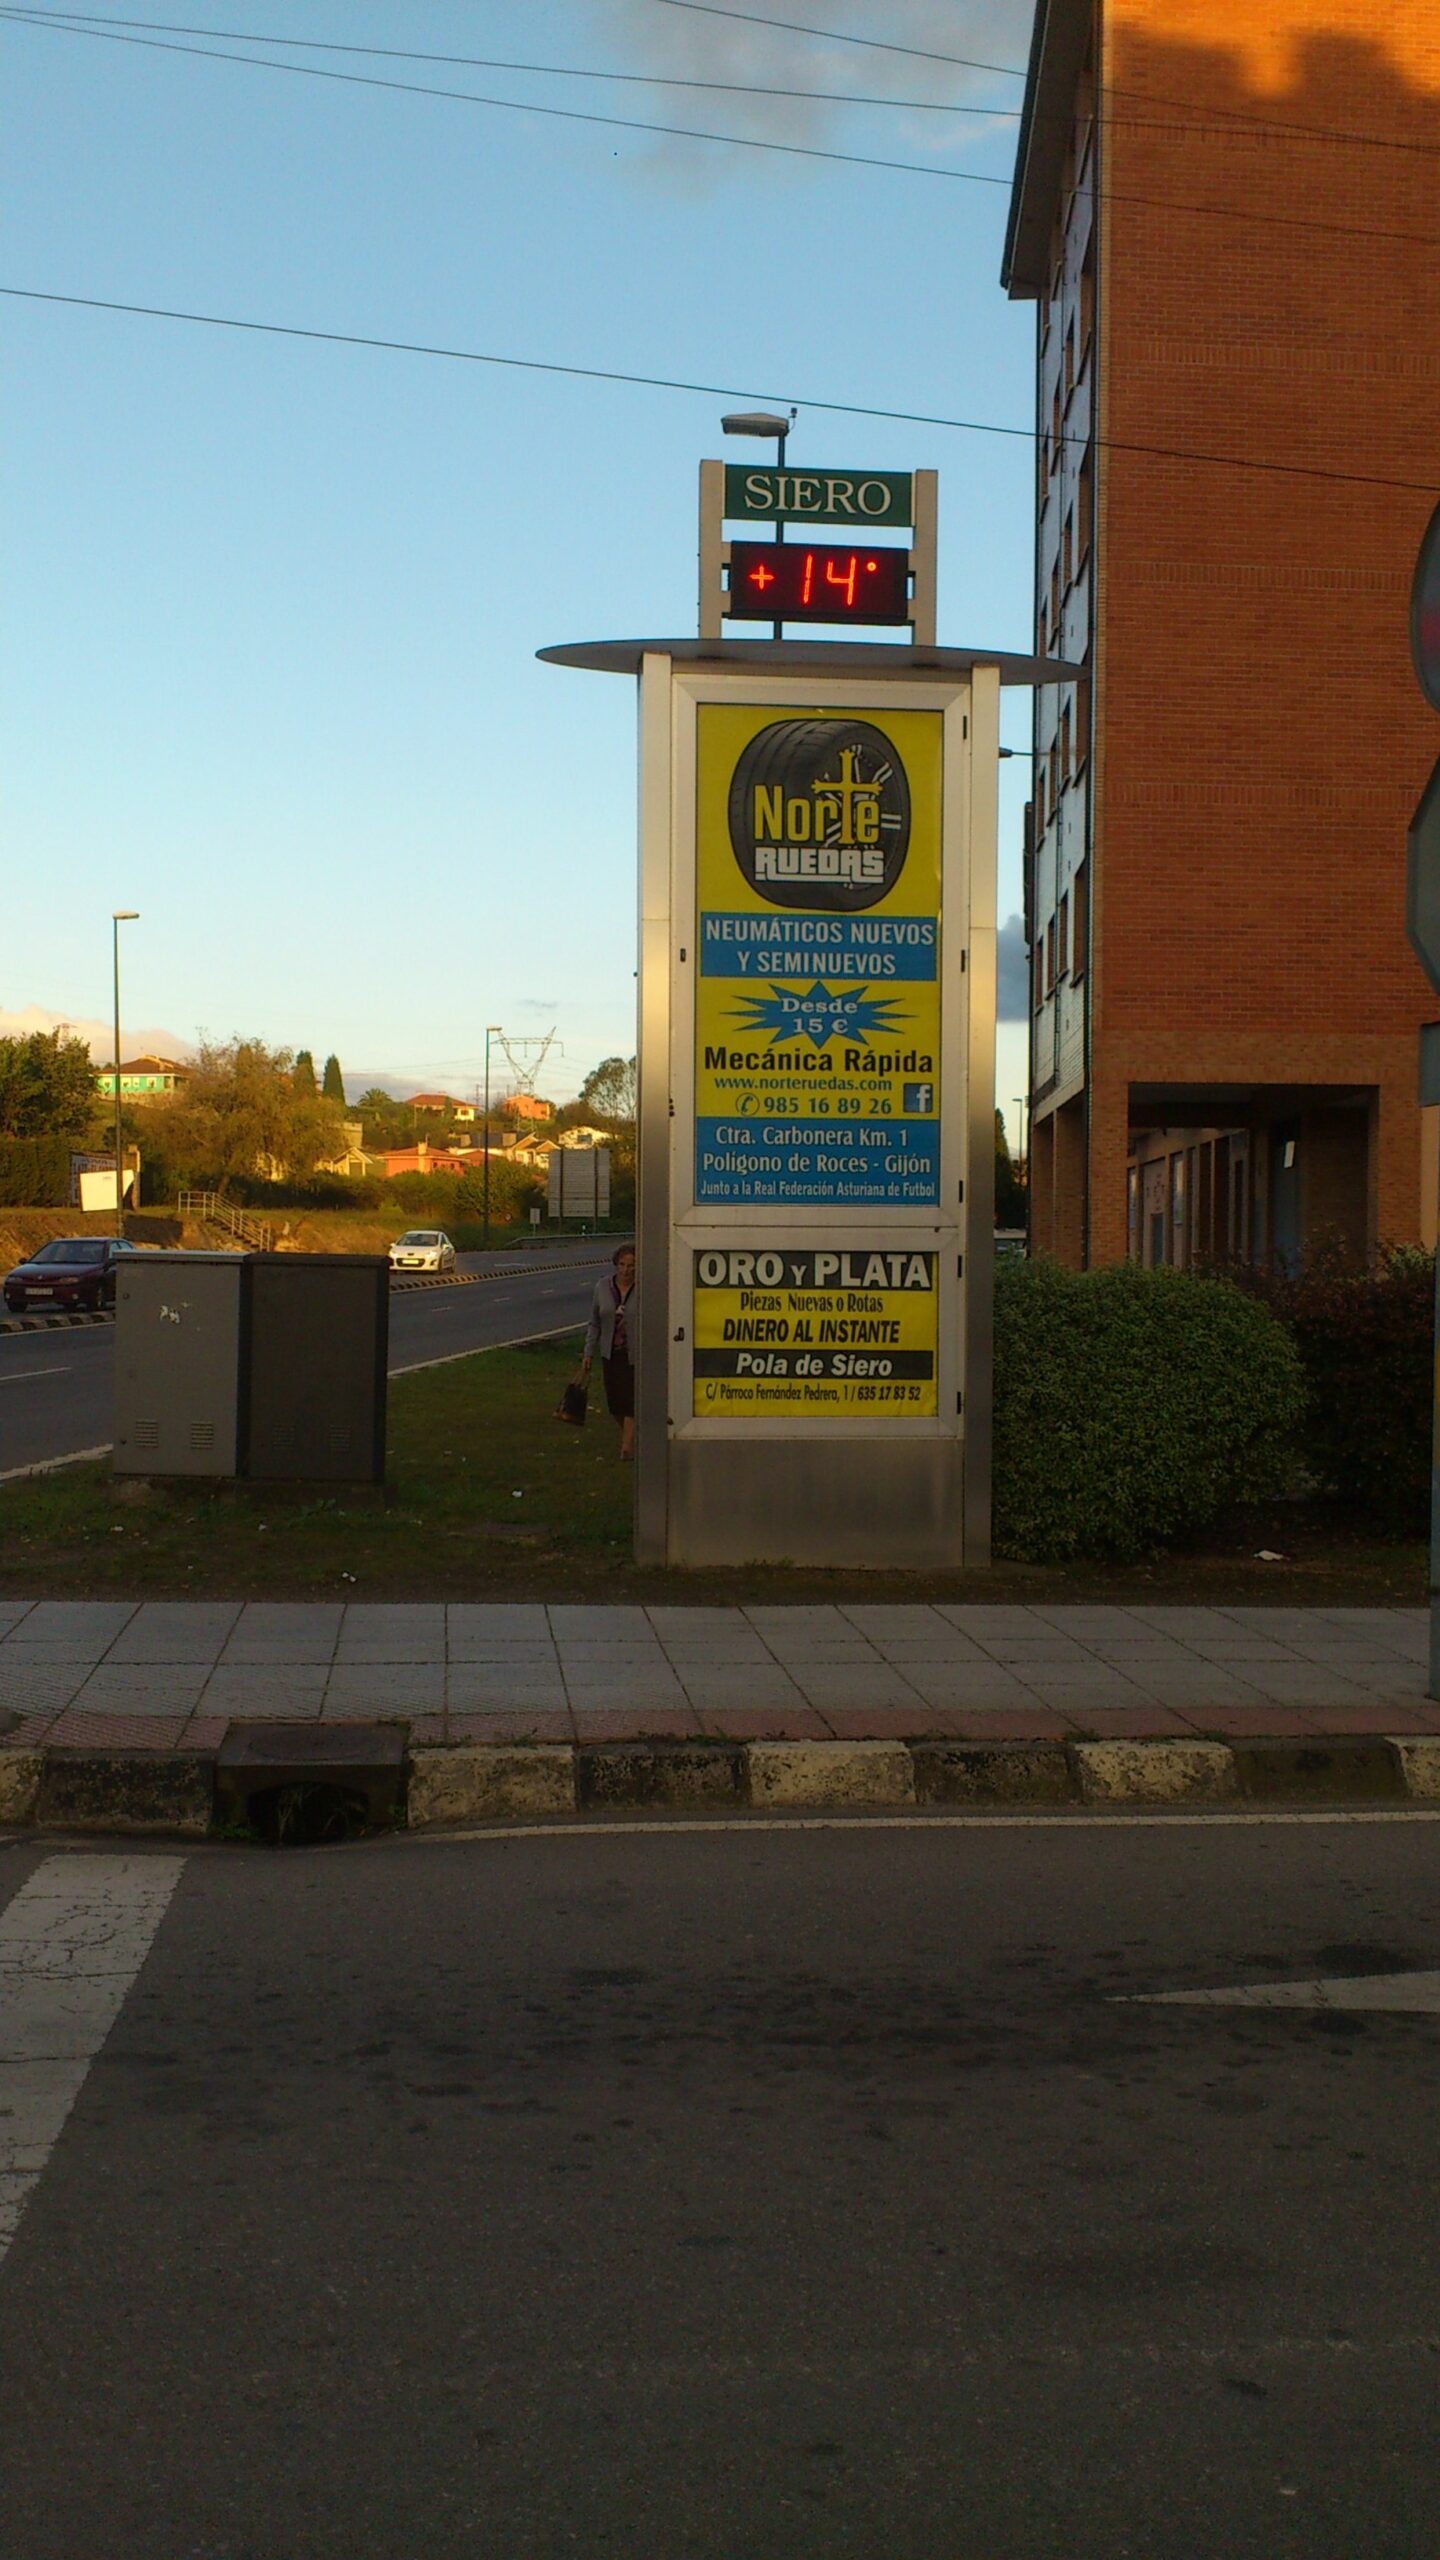 SIERO
+ 14°
Norte
RUEDAS
NEUMÁTICOS NUEVOS
Y SEMINUEVOS
Desde
15 €
Mecánica Rápida
www.norteruedas.com
985 16 89 26 f
Ctra. Carbonera Km. 1
Polígono de Roces - Gijón
Junto a la Real Federación Asturiana de Futbol
ORO Y PLATA
Piezas Nuevas o Rotas
DINERO AL INSTANTE
Pola de Siero
C/ Párroco Fernández Pedrera, 1 / 635 17 83 52